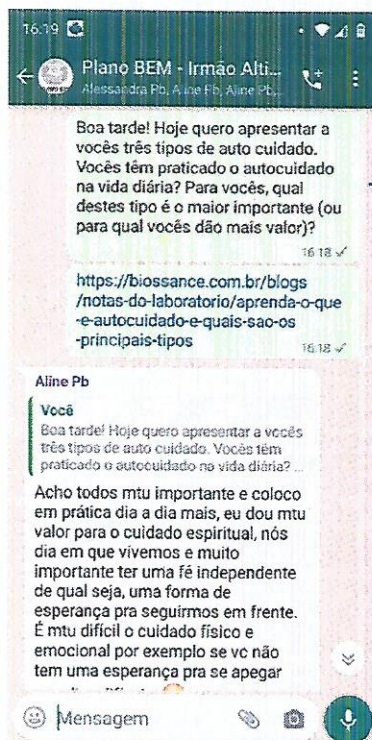 16:19
Plano BEM - Irmão Alti...
Alessandra Pb, Aline Pb, Aline Pb,...
Boa tarde! Hoje quero apresentar a
vocês três tipos de auto cuidado.
Vocês têm praticado o autocuidado
na vida diária? Para vocês, qual
destes tipo é o maior importante (ou
para qual vocês dão mais valor)?
16:18
https://biossance.com.br/blogs
/notas-do-laboratorio/aprenda-o-que
-e-autocuidado-e-quais-sao-os
-principais-tipos
16:18
Aline Pb
Você
Boa tarde! Hoje quero apresentar a vocês
três tipos de auto cuidado. Vocês têm
praticado o autocuidado na vida diária? ...
Acho todos mtu importante e coloco
em prática dia a dia mais, eu dou mtu
valor para o cuidado espiritual, nós
dia em que vivemos e muito
importante ter uma fé independente
de qual seja, uma forma de
esperança pra seguirmos em frente.
É mtu difícil o cuidado físico e
emocional por exemplo se vc não
tem uma esperança pra se apegar
Mensagem